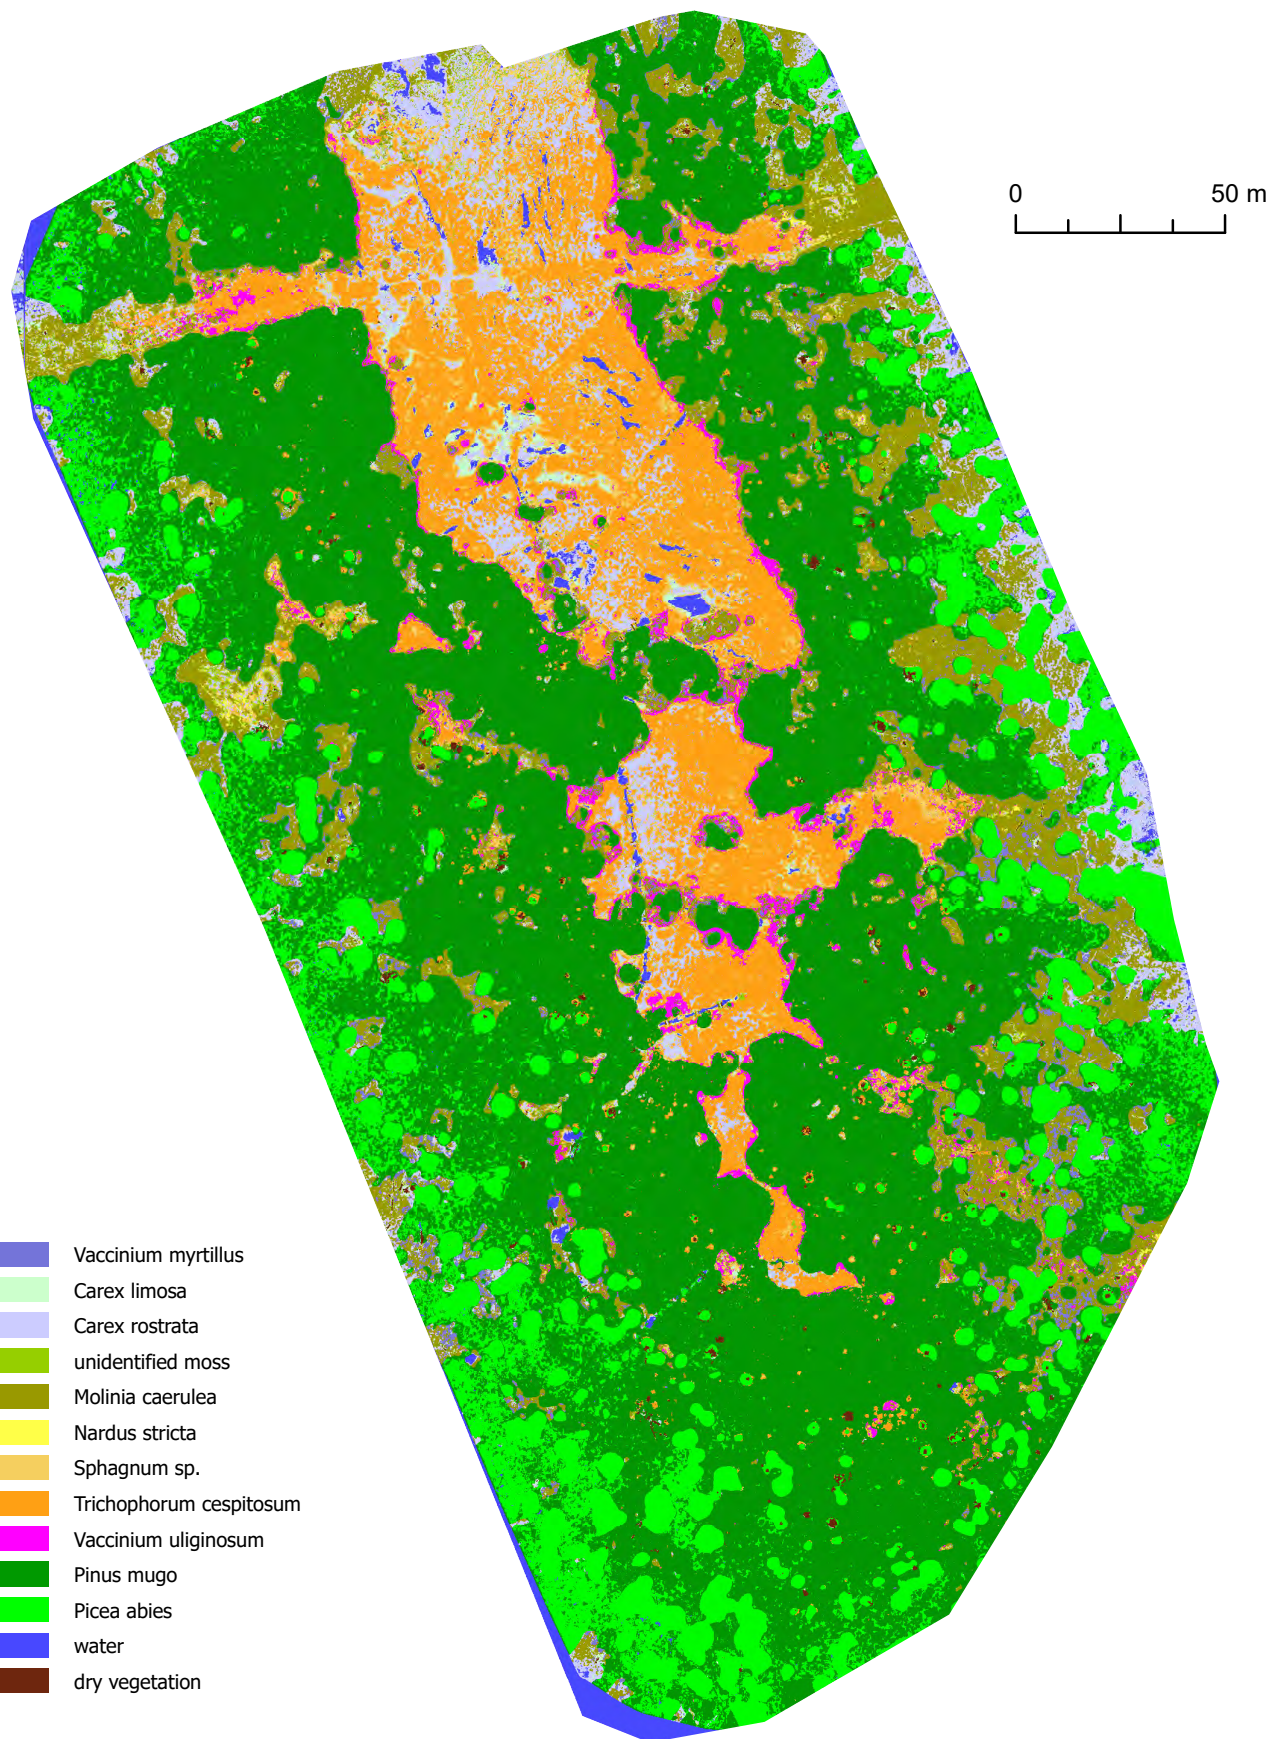 0 50 m
Vaccinium myrtillus
Carex limosa
Carex rostrata
unidentified moss
Molinia caerulea
Nardus stricta
Sphagnum sp.
Trichophorum cespitosum
Vaccinium uliginosum
Pinus mugo
Picea abies
water
dry vegetation